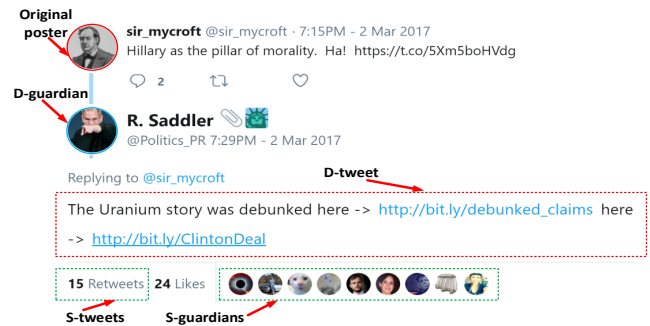 Original
poster
sir_mycroft @sir_mycroft · 7:15PM - 2 Mar 2017
Hillary as the pillar of morality. Ha! https://t.co/5Xm5boHVdg
2
D-guardian
R. Saddler
@Politics_PR 7:29PM - 2 Mar 2017
Replying to @sir_mycroft
D-tweet
The Uranium story was debunked here -> http://bit.ly/debunked_claims here
-> http://bit.ly/ClintonDeal
15 Retweets 24 Likes
S-tweets
S-guardians